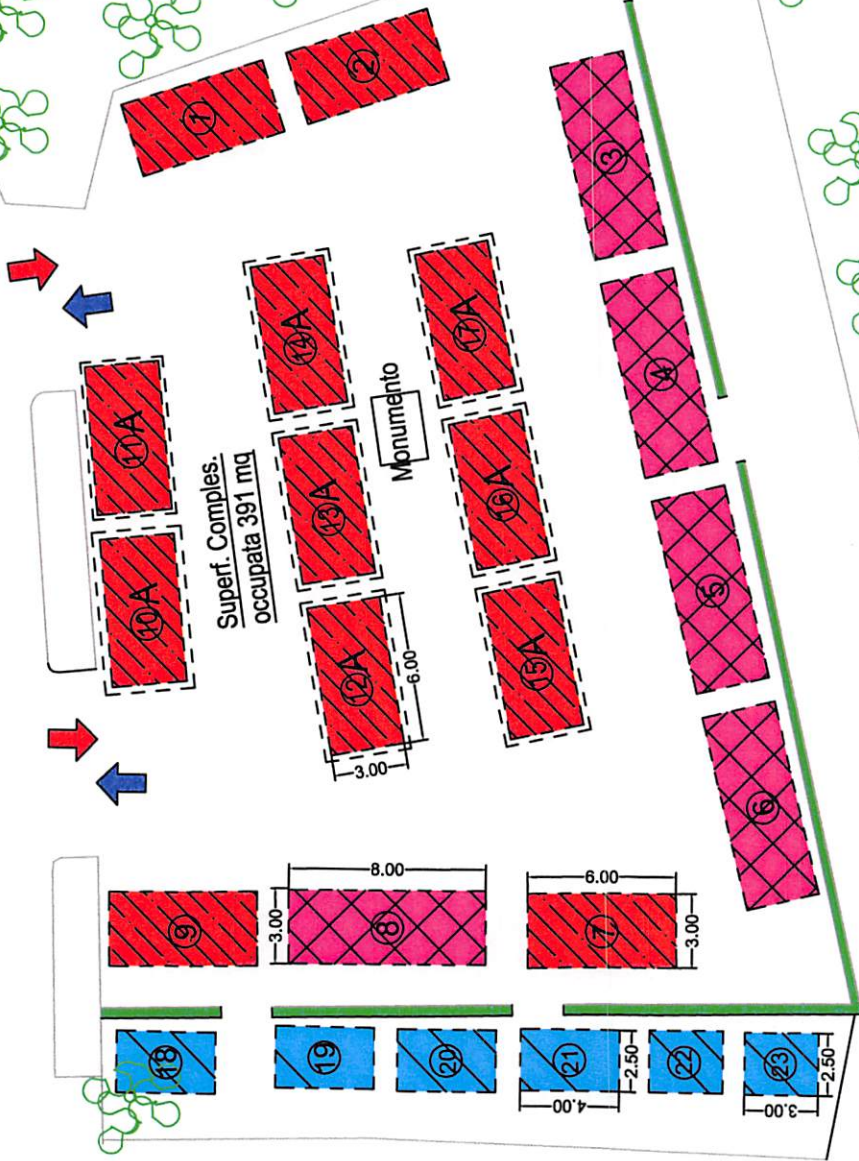 1
2
3
4
5
6
11A
10A
14A
13A
12A
17A
16A
15A
Superf. Comples.
occupata 391 mq
Monumento
6.00
3.00
9
8
7
3.00
8.00
6.00
3.00
18
19
20
21
22
23
4.00
2.50
3.00
2.50